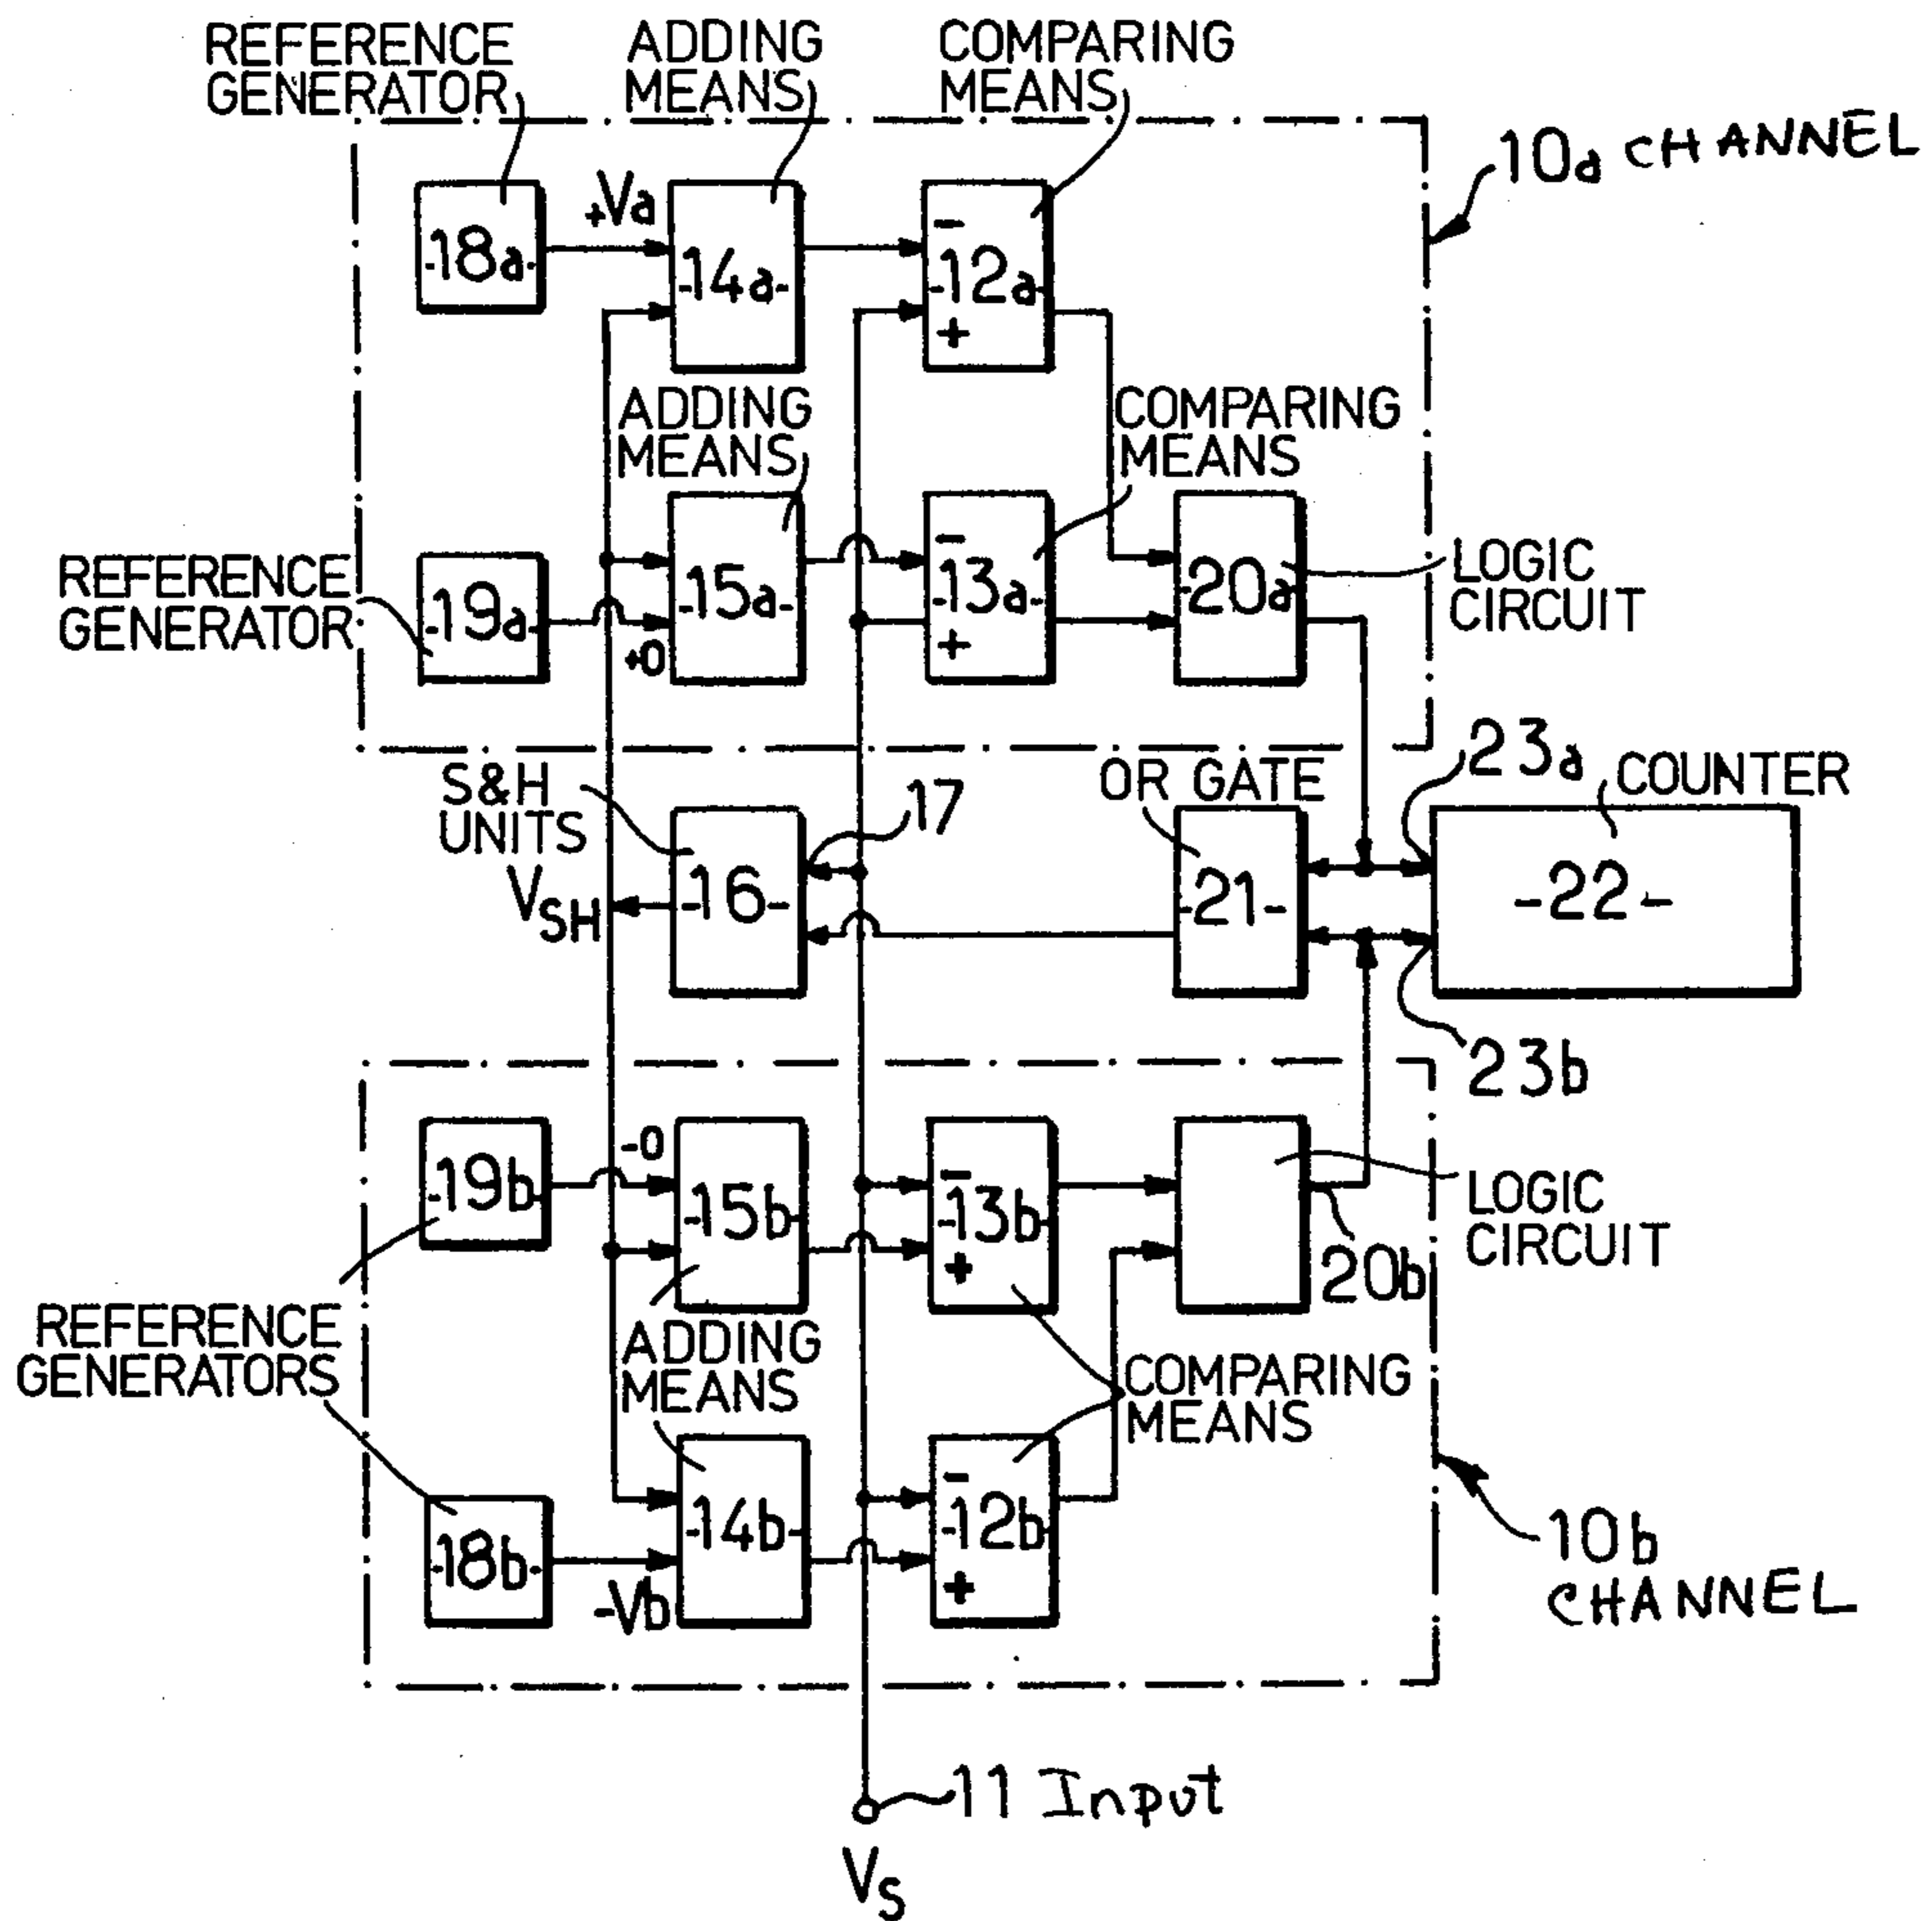 REFERENCE
GENERATOR
ADDING
MEANS
COMPARING
MEANS
10a CHANNEL
+Va
-18a-
-14a-
-
-12a-
+
ADDING
MEANS
COMPARING
MEANS
REFERENCE
GENERATOR
-19a-
+0
-15a-
-
-13a-
+
-20a-
LOGIC
CIRCUIT
S&H
UNITS
17
OR GATE
23a
COUNTER
VSH
-16-
-21-
-22-
23b
-19b-
-0
-15b-
-
-13b-
+
LOGIC
CIRCUIT
20b
REFERENCE
GENERATORS
ADDING
MEANS
COMPARING
MEANS
-18b-
-Vb
-14b-
-
-12b-
+
10b
CHANNEL
11 Input
VS